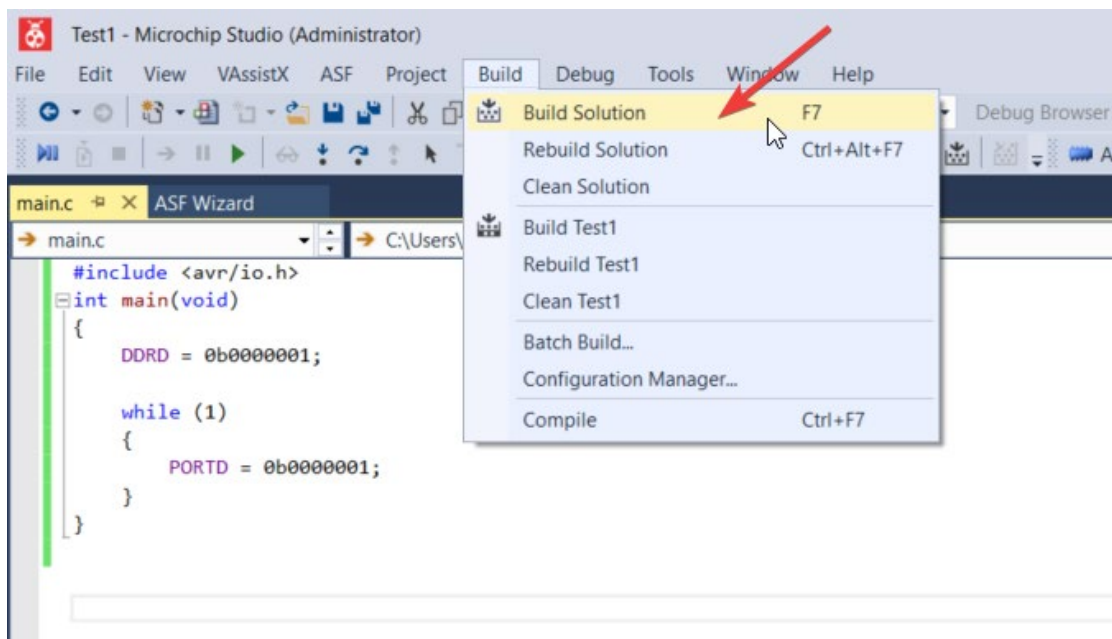 Test1 - Microchip Studio (Administrator)
File Edit View VAssistX ASF Project Build Debug Tools Window Help
Debug Browser
Build Solution F7
Rebuild Solution Ctrl+Alt+F7
Clean Solution
Build Test1
Rebuild Test1
Clean Test1
Batch Build...
Configuration Manager...
Compile Ctrl+F7
main.c ASF Wizard
main.c C:\Users\
#include <avr/io.h>
int main(void)
{
DDRD = 0b0000001;
while (1)
{
PORTD = 0b0000001;
}
}